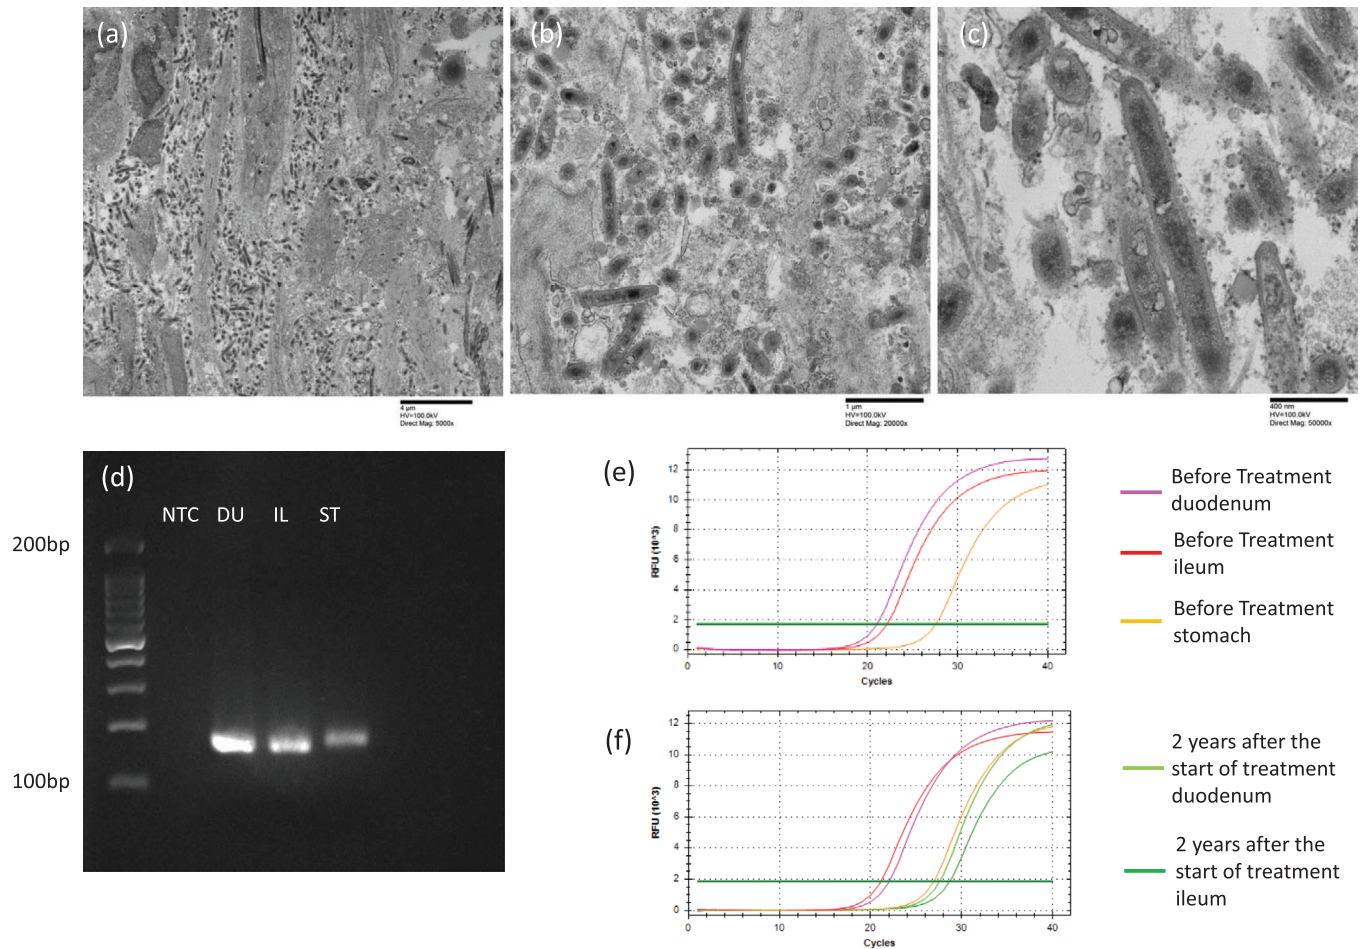 (a)
(b)
(c)
4 µm
HV=100.0kV
Direct Mag: 5000x
1 µm
HV=100.0kV
Direct Mag: 20000x
400 nm
HV=100.0kV
Direct Mag: 50000x
(d)
NTC DU IL ST
200bp
100bp
(e)
RFU (10^3)
12
10
8
6
4
2
0
0 10 20 30 40
Cycles
Before Treatment
duodenum
Before Treatment
ileum
Before Treatment
stomach
(f)
RFU (10^3)
12
10
8
6
4
2
0
0 10 20 30 40
Cycles
2 years after the
start of treatment
duodenum
2 years after the
start of treatment
ileum